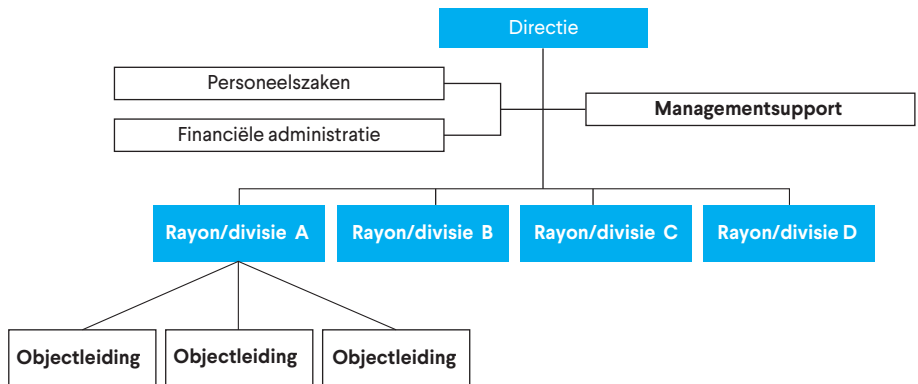 Directie
Personeelszaken
Managementsupport
Financiële administratie
Rayon/divisie A
Rayon/divisie B
Rayon/divisie C
Rayon/divisie D
Objectleiding
Objectleiding
Objectleiding